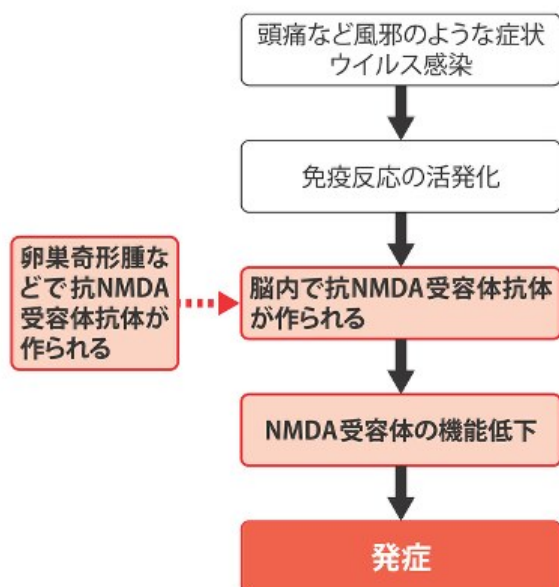 頭痛など風邪のような症状
ウイルス感染
免疫反応の活発化
卵巣奇形腫な
どで抗NMDA
受容体抗体が
作られる
脳内で抗NMDA受容体抗体
が作られる
NMDA受容体の機能低下
発症